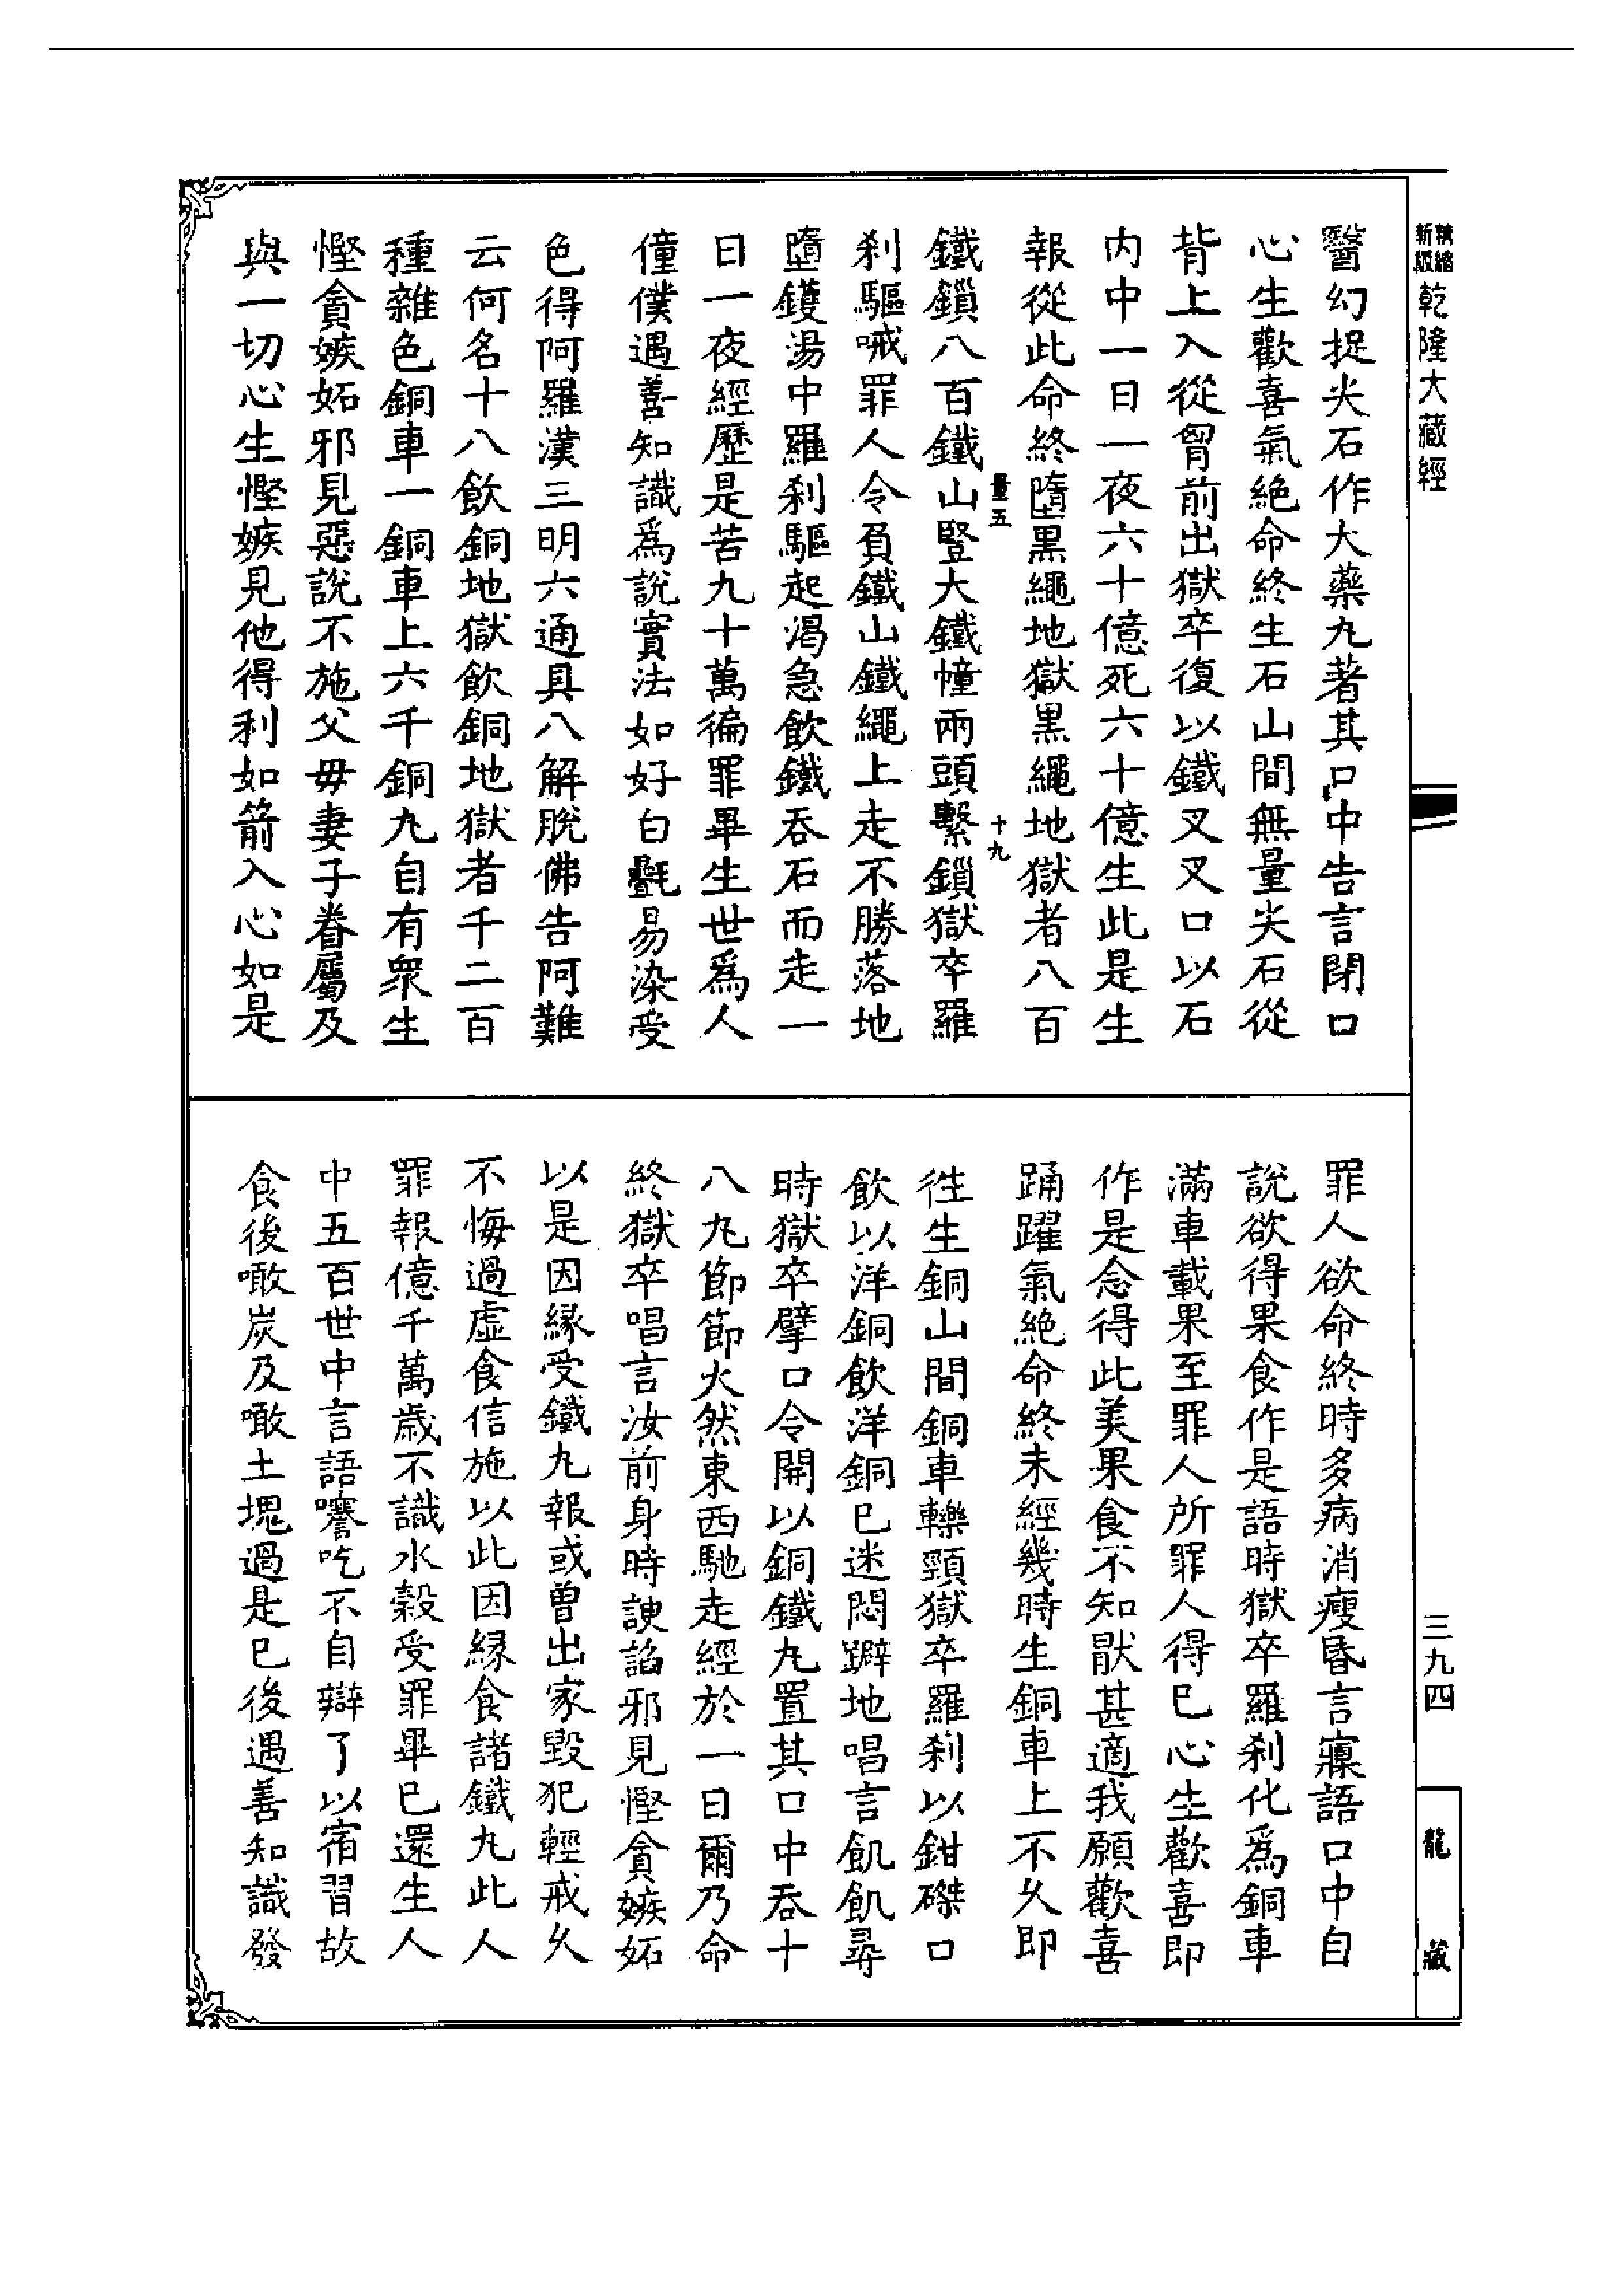 精縮新版乾隆大藏經
三九四
龍藏
醫幻捉尖石作大藥丸著其口中告言閉口
心生歡喜氣絶命終生石山間無量尖石從
背上入從胷前出獄卒復以鐵叉叉口以石
内中一日一夜六十億死六十億生此是生
報從此命終墮黒繩地獄黒繩地獄者八百
量五 十九
鐵鎖八百鐵山竪大鐵幢兩頭繫鎖獄卒羅
刹驅𠹛罪人令負鐵山鐵繩上走不勝落地
墮鑊湯中羅刹驅起渴急飲鐵吞石而走一
日一夜經歷是苦九十萬徧罪畢生世爲人
僮僕遇善知識爲説實法如好白㲲易染受
色得阿羅漢三明六通具八解脱佛告阿難
云何名十八飲銅地獄飲銅地獄者千二百
種雜色銅車一銅車上六千銅丸自有衆生
慳貪嫉妬邪見惡説不施父母妻子眷屬及
與一切心生慳嫉見他得利如箭入心如是
罪人欲命終時多病消瘦昏言寱語口中自
説欲得果食作是語時獄卒羅刹化爲銅車
滿車載果至罪人所罪人得已心生歡喜即
作是念得此美果食不知猒甚適我願歡喜
踊躍氣絶命終未經幾時生銅車上不久即
徃生銅山間銅車轢頸獄卒羅刹以鉗磔口
飲以洋銅飲洋銅已迷悶躃地唱言飢飢尋
時獄卒擘口令開以銅鐵丸置其口中吞十
八丸節節火然東西馳走經於一日爾乃命
終獄卒唱言汝前身時諛諂邪見慳貪嫉妬
以是因縁受鐵丸報或曾出家毀犯輕戒久
不悔過虚食信施以此因縁食諸鐵丸此人
罪報億千萬歳不識水穀受罪畢已還生人
中五百世中言語謇吃不自辯了以宿習故
食後噉炭及噉土塊過是已後遇善知識發